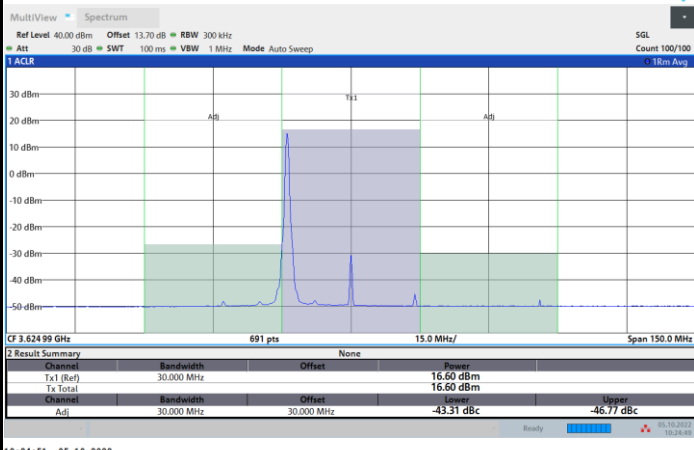 MultiView Spectrum
Ref Level 40.00 dBm Offset 13.70 dB RBW 300 kHz SGL
Att 30 dB SWT 100 ms VBW 1 MHz Mode Auto Sweep Count 100/100
1 ACLR 1Rm Avg
30 dBm
Tx1
20 dBm
Adj Adj
10 dBm
0 dBm
-10 dBm
-20 dBm
-30 dBm
-40 dBm
-50 dBm
CF 3.624 99 GHz 691 pts 15.0 MHz/ Span 150.0 MHz
2 Result Summary None
Channel Bandwidth Offset Power
Tx1 (Ref) 30.000 MHz 16.60 dBm
Tx Total 16.60 dBm
Channel Bandwidth Offset Lower Upper
Adj 30.000 MHz 30.000 MHz -43.31 dBc -46.77 dBc
Ready 05.10.2022
10:24:49